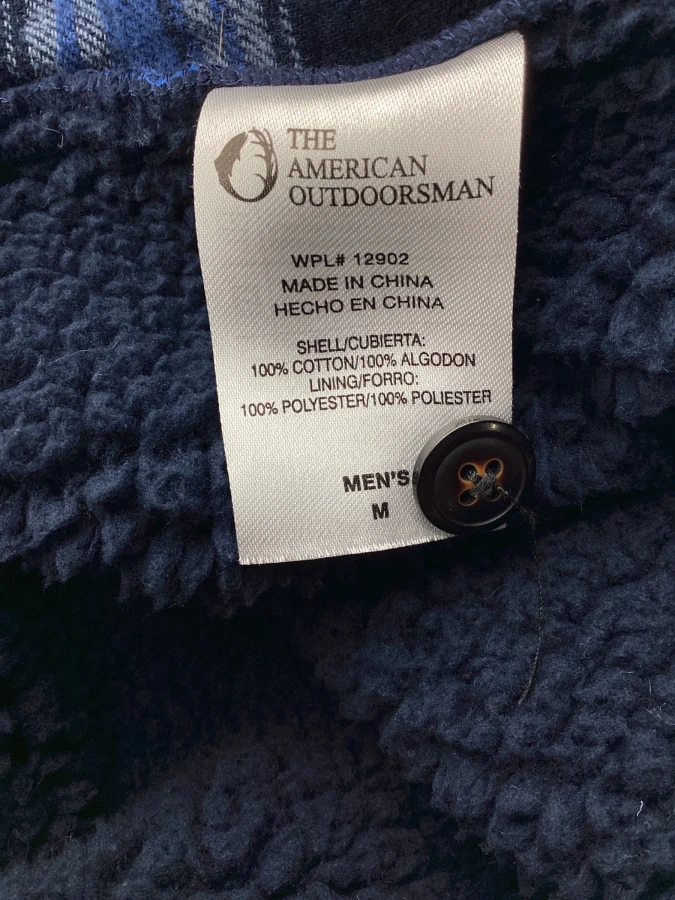 THE
AMERICAN
OUTDOORSMAN
WPL# 12902
MADE IN CHINA
HECHO EN CHINA
SHELL/CUBIERTA:
100% COTTON/100% ALGODON
LINING/FORRO:
100% POLYESTER/100% POLIESTER
MEN'S
M